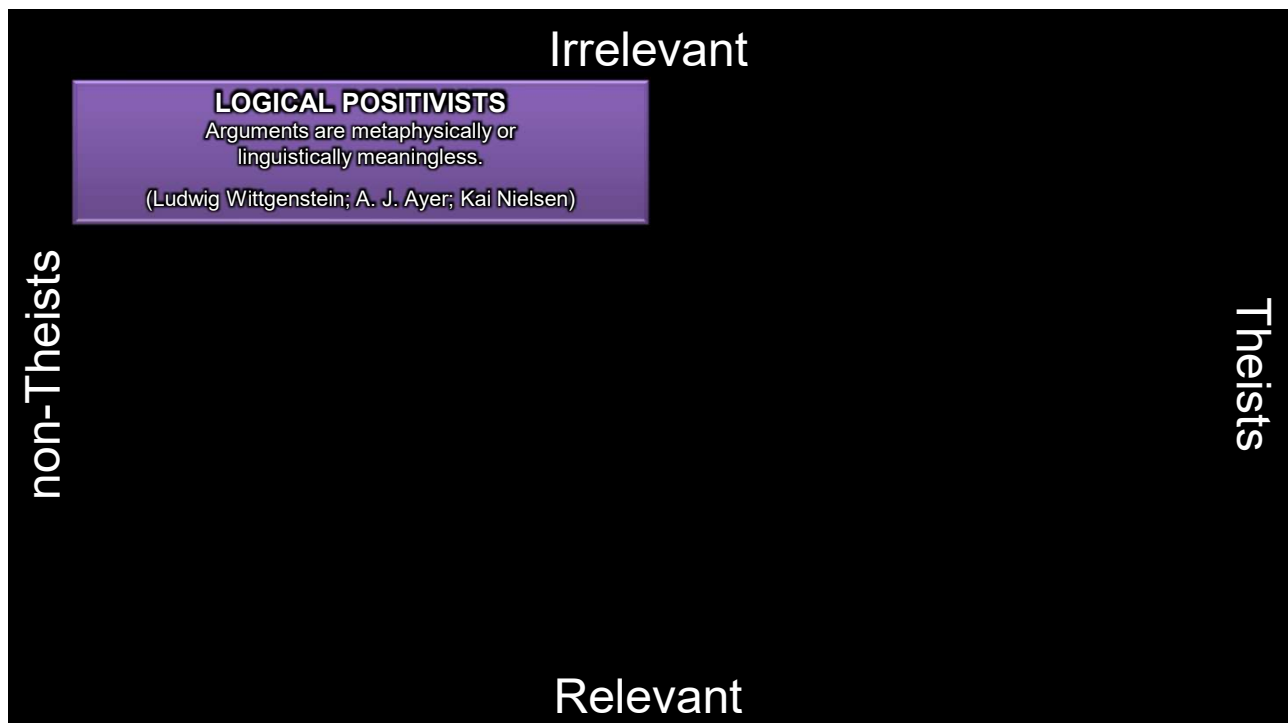 Irrelevant
LOGICAL POSITIVISTS
Arguments are metaphysically or
linguistically meaningless.
(Ludwig Wittgenstein; A. J. Ayer; Kai Nielsen)
non-Theists
Theists
Relevant